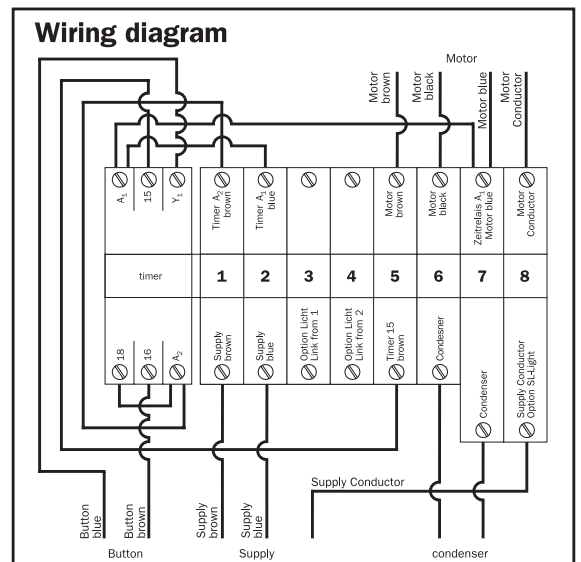 Wiring diagram
Motor
Motor
brown
Motor
black
Motor blue
Motor
Conductor
A1
15
Y1
Timer A2
brown
Timer A1
blue
Motor
brown
Motor
black
Zeitrelais A1
Motor blue
Motor
Conductor
timer
1
2
3
4
5
6
7
8
18
16
A2
Supply
brown
Supply
blue
Option Licht
Link from 1
Option Licht
Link from 2
Timer 15
brown
Condesner
Condenser
Supply Conductor
Option SL-Light
Supply Conductor
Button
blue
Button
brown
Supply
brown
Supply
blue
Button
Supply
condenser